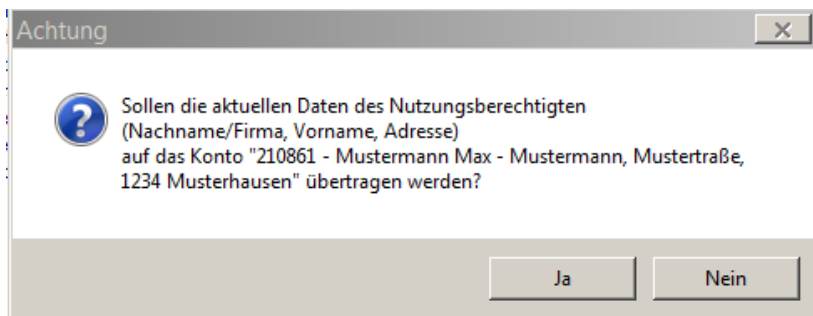 Achtung
Sollen die aktuellen Daten des Nutzungsberechtigten
(Nachname/Firma, Vorname, Adresse)
auf das Konto "210861 - Mustermann Max - Mustermann, Mustertraße,
1234 Musterhausen" übertragen werden?
Ja
Nein